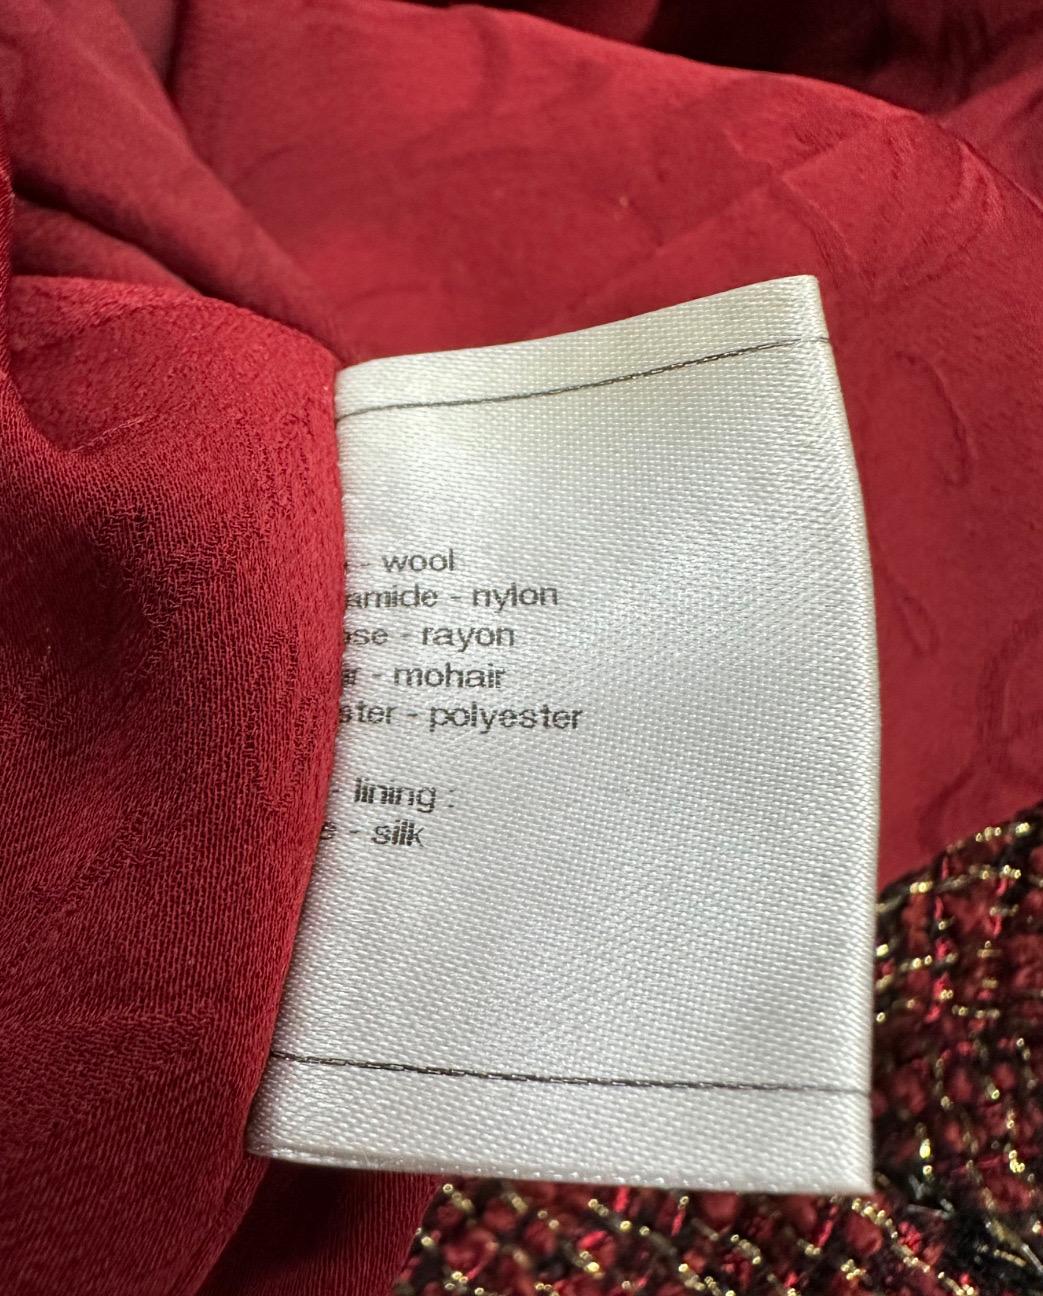 - wool
amide - nylon
ose - rayon
r - mohair
ster - polyester
lining :
e - silk